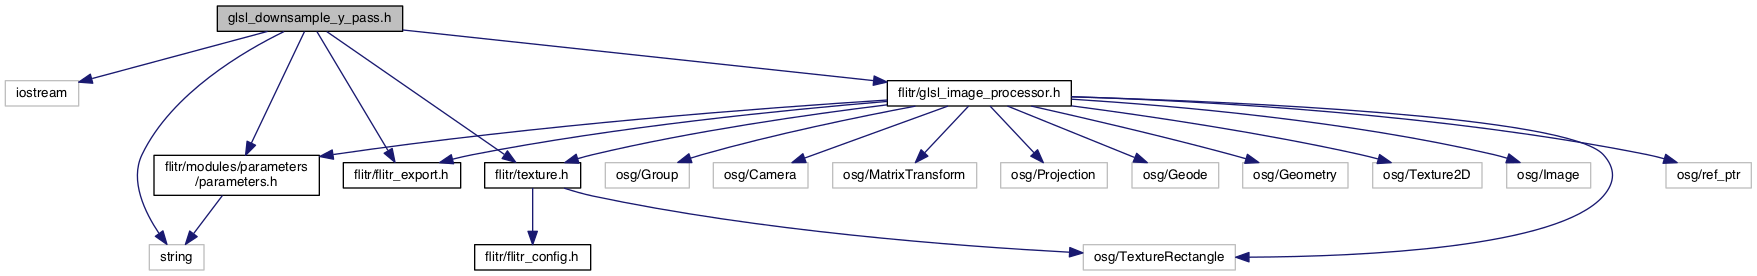 glsl_downsample_y_pass.h
iostream
flitr/glsl_image_processor.h
flitr/modules/parameters
/parameters.h
flitr/flitr_export.h
flitr/texture.h
osg/Group
osg/Camera
osg/MatrixTransform
osg/Projection
osg/Geode
osg/Geometry
osg/Texture2D
osg/Image
osg/ref_ptr
string
flitr/flitr_config.h
osg/TextureRectangle